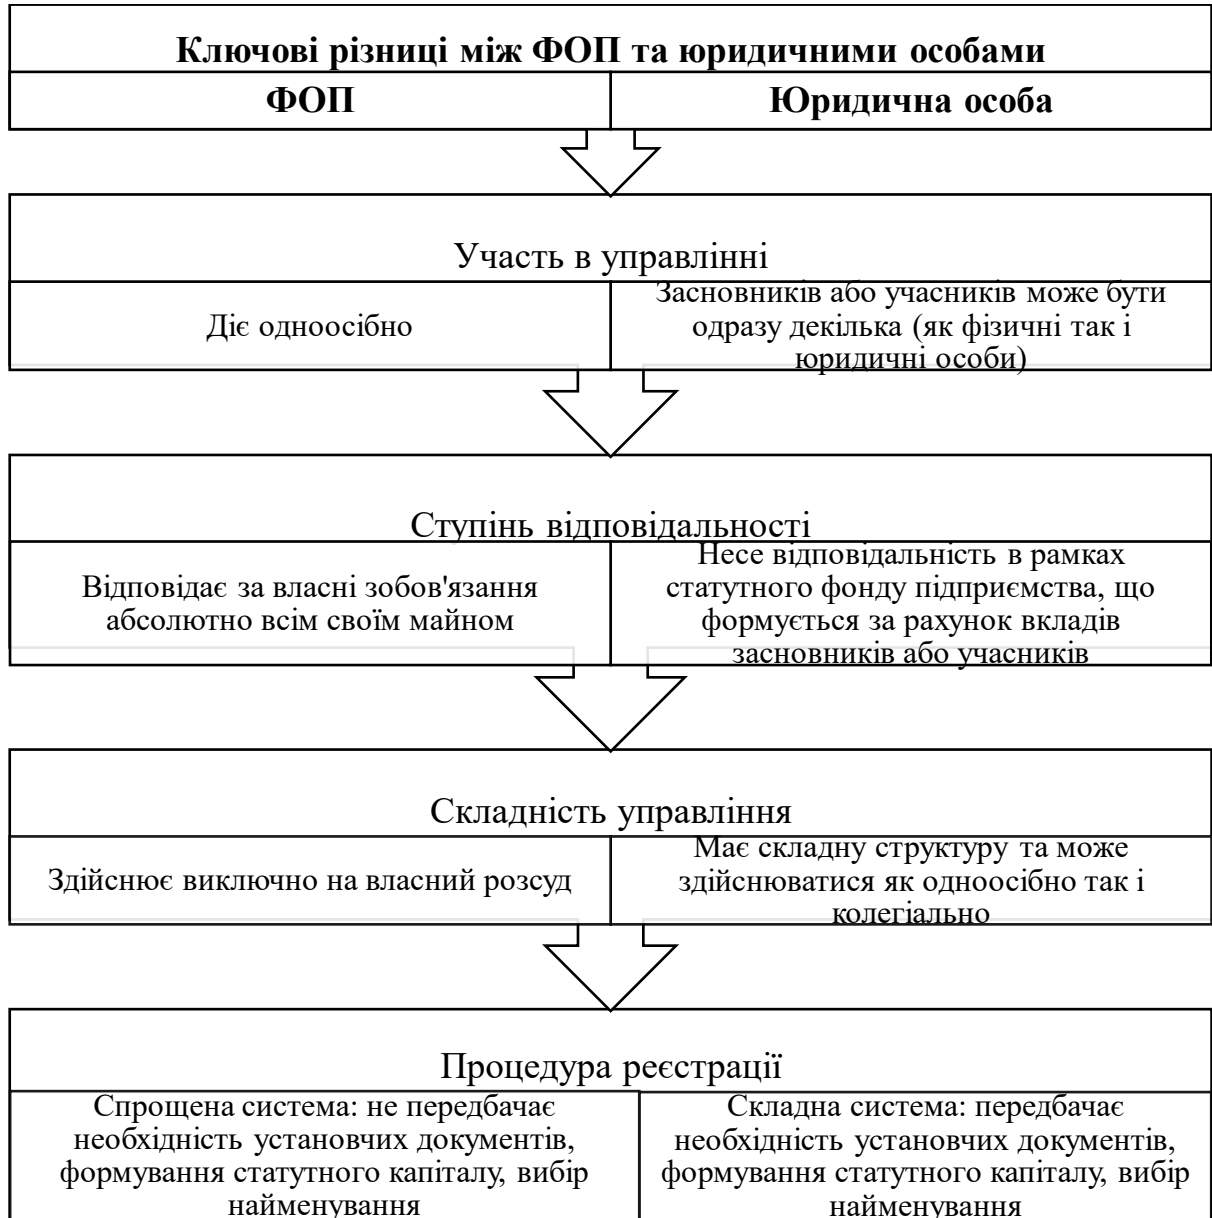 Ключові різниці між ФОП та юридичними особами
ФОП
Юридична особа
Участь в управлінні
Діє одноосібно
Засновників або учасників може бути
одразу декілька (як фізичні так і
юридичні особи)
Ступінь відповідальності
Відповідає за власні зобов'язання
абсолютно всім своїм майном
Несе відповідальність в рамках
статутного фонду підприємства, що
формується за рахунок вкладів
засновників або учасників
Складність управління
Здійснює виключно на власний розсуд
Має складну структуру та може
здійснюватися як одноосібно так і
колегіально
Процедура реєстрації
Спрощена система: не передбачає
необхідність установчих документів,
формування статутного капіталу, вибір
найменування
Складна система: передбачає
необхідність установчих документів,
формування статутного капіталу, вибір
найменування